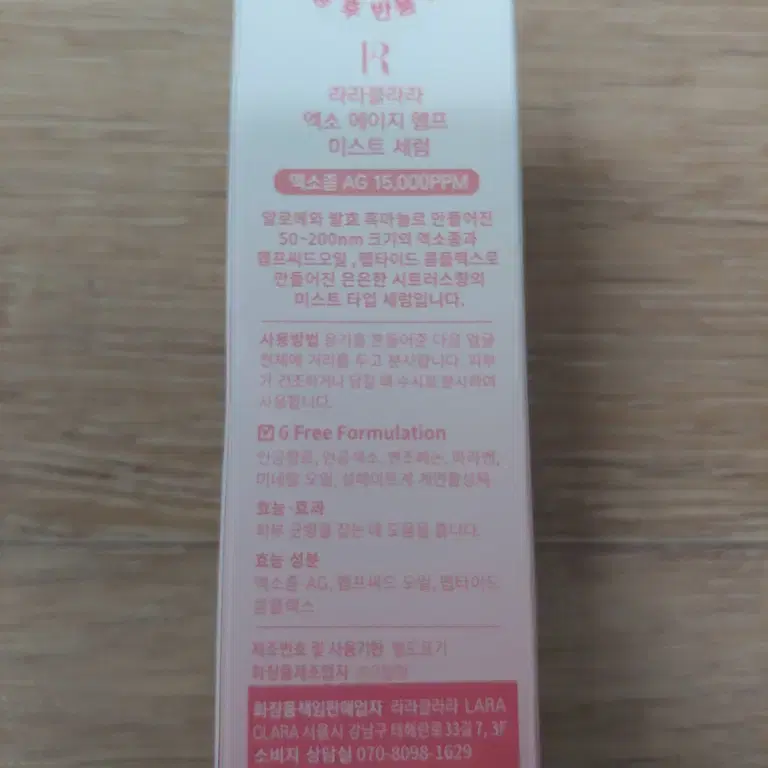 후 반품
R
라라클라라
엑소 에이지 헴프
미스트 세럼
엑소좀 AG 15,000PPM
알로에와 발효 흑마늘로 만들어진
50~200nm 크기의 엑소좀과
헴프씨드오일 ,펩타이드 콤플렉스로
만들어진 은은한 시트러스향의
미스트 타입 세럼입니다.
사용방법 용기를 흔들어준 다음 얼굴
전체에 거리를 두고 분사합니다. 피부
가 건조하거나 당길 때 수시로 분사하여
사용합니다.
6 Free Formulation
인공향료, 인공색소, 벤조페논, 파라벤,
미네랄 오일, 설페이트계 계면활성제
효능·효과
피부 균형을 잡는 데 도움을 줍니다.
효능 성분
엑소좀 AG, 헴프씨드 오일, 펩타이드
콤플렉스
제조번호 및 사용기한 별도표기
화장품제조업자
화장품책임판매업자 라라클라라 LARA
CLARA 서울시 강남구 테헤란로33길 7, 3F
소비자 상담실 070-8098-1629